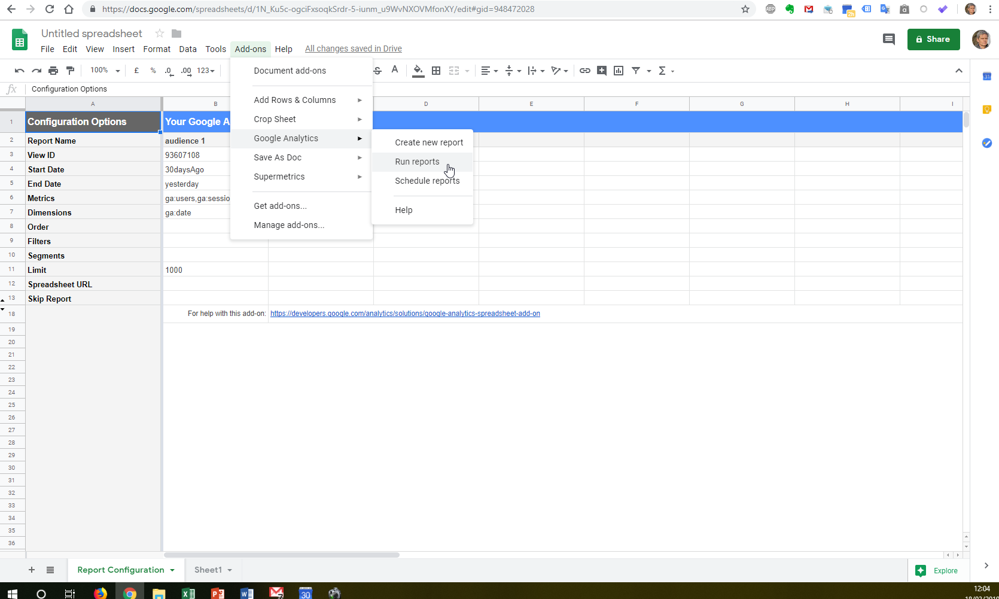 https://docs.google.com/spreadsheets/d/1N_Ku5c-ogciFxsoqkSrdr-5-iunm_u9WvNXOVMfonXY/edit#gid=948472028
ABP
2h
Untitled spreadsheet
File Edit View Insert Format Data Tools Add-ons Help All changes saved in Drive
Share
100% £ % .0 .00 123
31
fx Configuration Options
A B D E F G H I
1 Configuration Options Your Google A
2 Report Name audience 1
3 View ID 93607108
4 Start Date 30daysAgo
5 End Date yesterday
6 Metrics ga:users,ga:sessio
7 Dimensions ga:date
8 Order
9 Filters
10 Segments
11 Limit 1000
12 Spreadsheet URL
13 Skip Report
18 For help with this add-on: https://developers.google.com/analytics/solutions/google-analytics-spreadsheet-add-on
19
20
21
22
23
24
25
26
27
28
29
30
31
32
33
34
35
36
Document add-ons
Add Rows & Columns
Crop Sheet
Google Analytics
Save As Doc
Supermetrics
Get add-ons...
Manage add-ons...
Create new report
Run reports
Schedule reports
Help
Report Configuration Sheet1
Explore
30
12:04